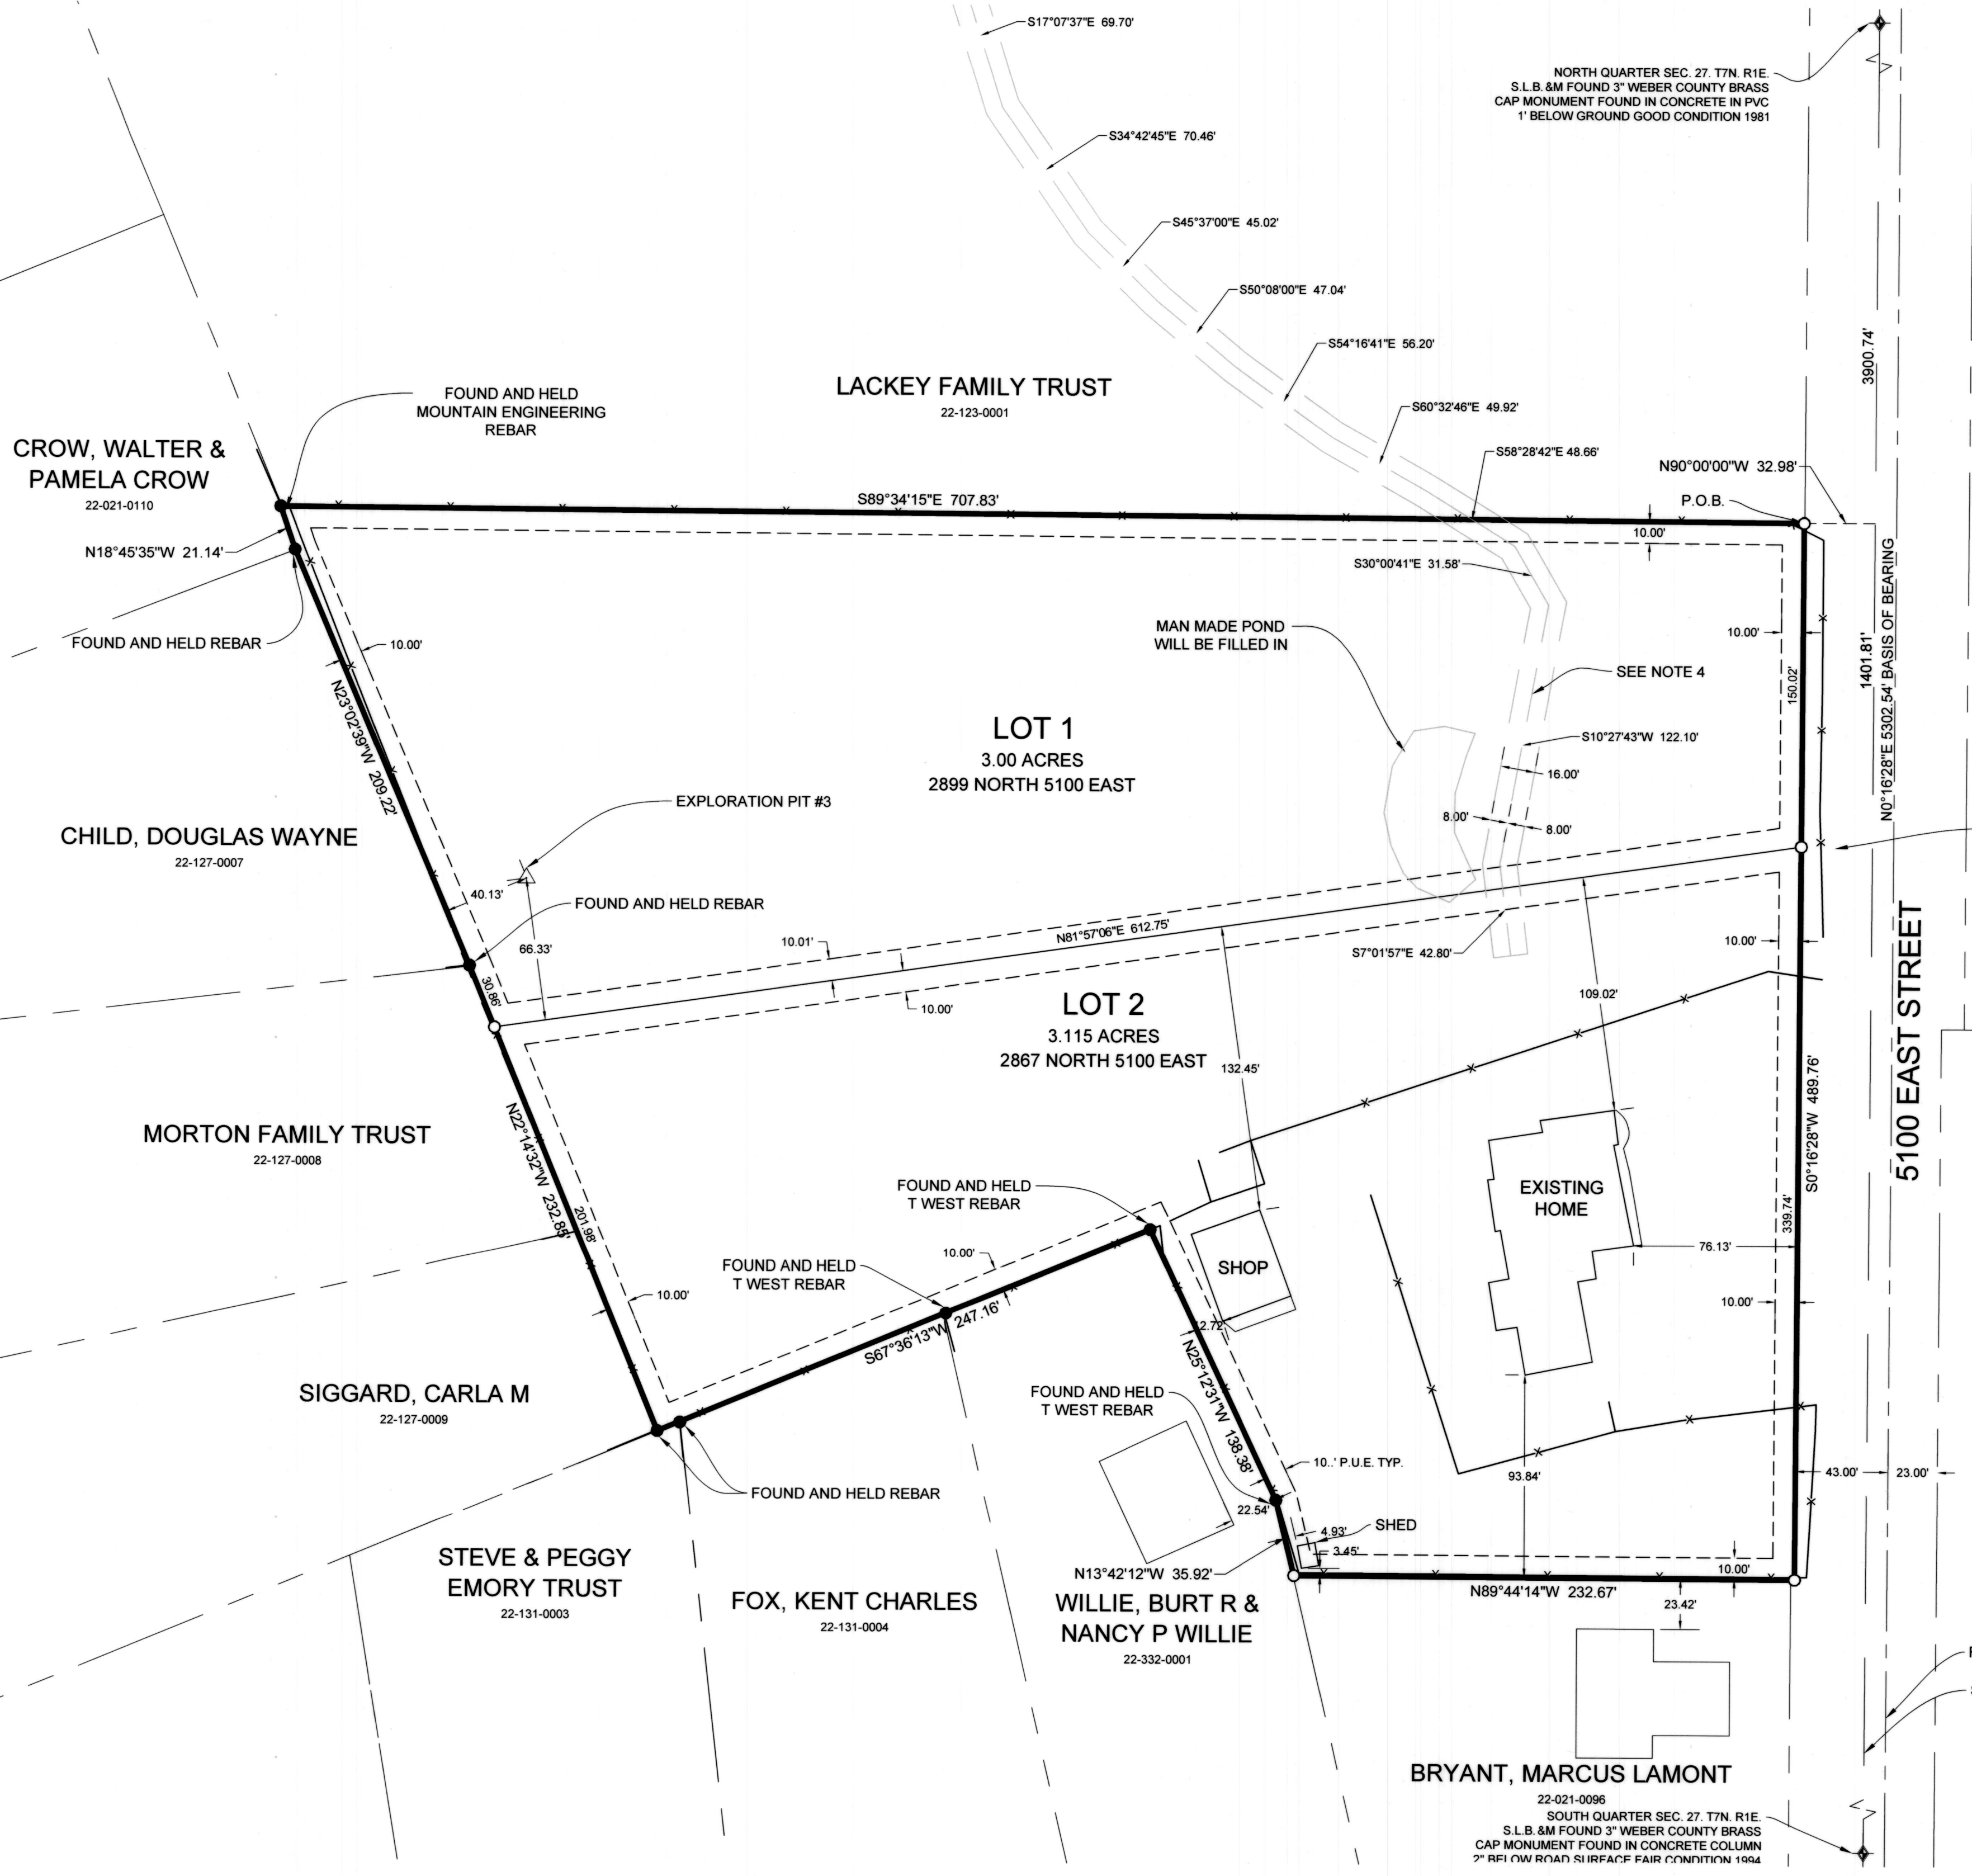 S17°07'37"E 69.70'
NORTH QUARTER SEC. 27. T7N. R1E.
S.L.B.&M FOUND 3" WEBER COUNTY BRASS
CAP MONUMENT FOUND IN CONCRETE IN PVC
1' BELOW GROUND GOOD CONDITION 1981
S34°42'45"E 70.46'
S45°37'00"E 45.02'
S50°08'00"E 47.04'
S54°16'41"E 56.20'
3900.74'
LACKEY FAMILY TRUST
22-123-0001
FOUND AND HELD
MOUNTAIN ENGINEERING
REBAR
S60°32'46"E 49.92'
CROW, WALTER &
PAMELA CROW
22-021-0110
S58°28'42"E 48.66'
N90°00'00"W 32.98'
S89°34'15"E 707.83'
P.O.B.
10.00'
N18°45'35"W 21.14'
S30°00'41"E 31.58'
FOUND AND HELD REBAR
10.00'
MAN MADE POND
WILL BE FILLED IN
10.00'
SEE NOTE 4
150.02'
1401.81'
N0°16'28"E 5302.54' BASIS OF BEARING
N23°02'39"W 209.22'
LOT 1
3.00 ACRES
2899 NORTH 5100 EAST
S10°27'43"W 122.10'
16.00'
EXPLORATION PIT #3
8.00'
8.00'
CHILD, DOUGLAS WAYNE
22-127-0007
40.13'
FOUND AND HELD REBAR
66.33'
10.01'
N81°57'06"E 612.75'
10.00'
S7°01'57"E 42.80'
30.86'
10.00'
109.02'
LOT 2
3.115 ACRES
2867 NORTH 5100 EAST
132.45'
5100 EAST STREET
S0°16'28"W 489.76'
MORTON FAMILY TRUST
22-127-0008
N22°14'32"W 232.85'
201.98'
FOUND AND HELD
T WEST REBAR
EXISTING
HOME
339.74'
10.00'
76.13'
FOUND AND HELD
T WEST REBAR
SHOP
10.00'
10.00'
S67°36'13"W 247.16'
N25°12'31"W 138.38'
SIGGARD, CARLA M
22-127-0009
FOUND AND HELD
T WEST REBAR
10..' P.U.E. TYP.
93.84'
43.00'
23.00'
FOUND AND HELD REBAR
22.54'
4.93'
SHED
3.45'
STEVE & PEGGY
EMORY TRUST
22-131-0003
N13°42'12"W 35.92'
10.00'
N89°44'14"W 232.67'
23.42'
FOX, KENT CHARLES
22-131-0004
WILLIE, BURT R &
NANCY P WILLIE
22-332-0001
BRYANT, MARCUS LAMONT
22-021-0096
SOUTH QUARTER SEC. 27. T7N. R1E.
S.L.B.&M FOUND 3" WEBER COUNTY BRASS
CAP MONUMENT FOUND IN CONCRETE COLUMN
2" BELOW ROAD SURFACE FAIR CONDITION 1994